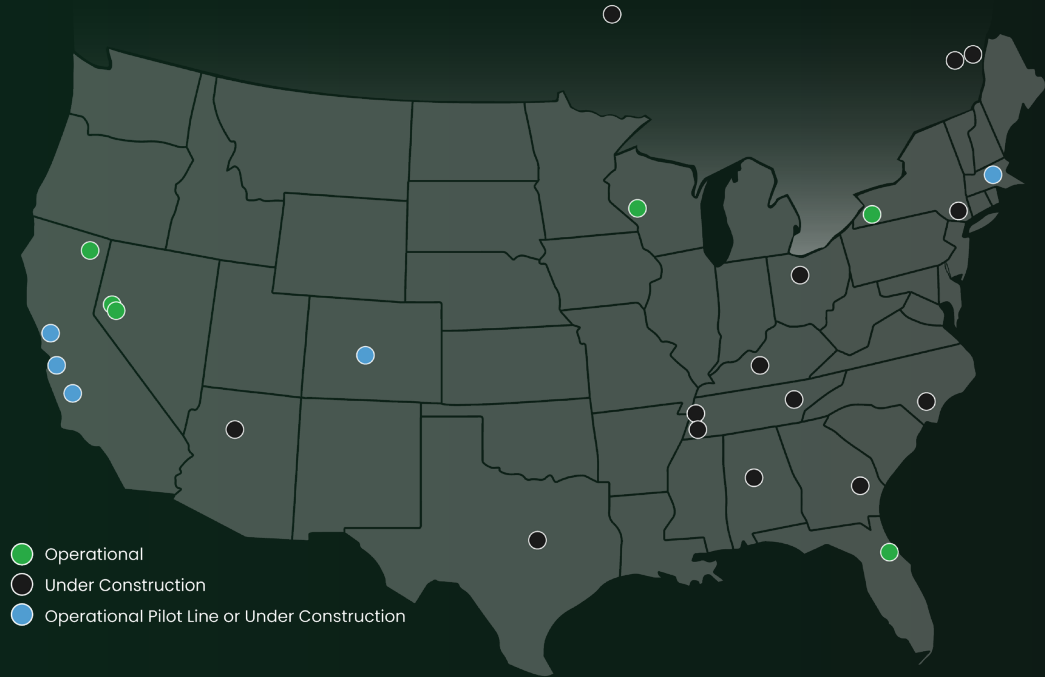 Operational
Under Construction
Operational Pilot Line or Under Construction